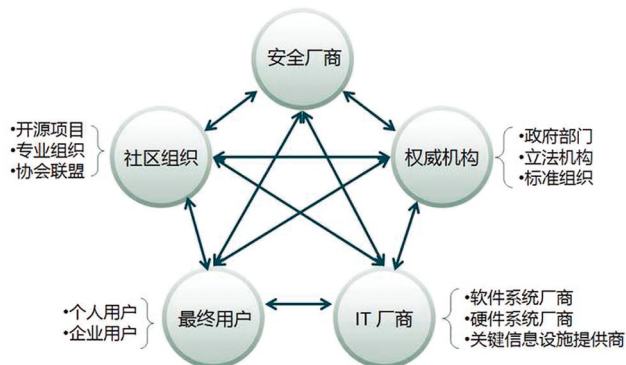 安全厂商
•开源项目
•专业组织
•协会联盟
社区组织
权威机构
•政府部门
•立法机构
•标准组织
•个人用户
•企业用户
最终用户
IT 厂商
•软件系统厂商
•硬件系统厂商
•关键信息设施提供商